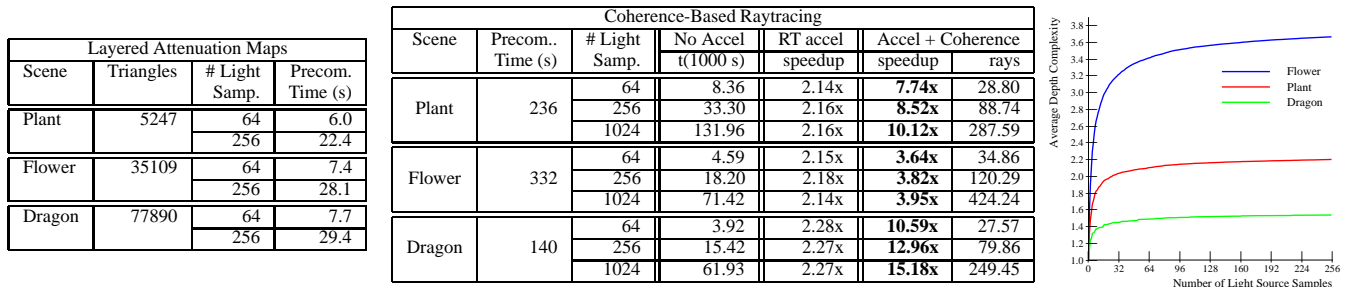 Layered Attenuation Maps
Scene Triangles # Light Precom.
Samp. Time (s)
Plant 5247 64 6.0
256 22.4
Flower 35109 64 7.4
256 28.1
Dragon 77890 64 7.7
256 29.4
Coherence-Based Raytracing
Scene Precom.. # Light No Accel RT accel Accel + Coherence
Time (s) Samp. t(1000 s) speedup speedup rays
64 8.36 2.14x 7.74x 28.80
Plant 236 256 33.30 2.16x 8.52x 88.74
1024 131.96 2.16x 10.12x 287.59
64 4.59 2.15x 3.64x 34.86
Flower 332 256 18.20 2.18x 3.82x 120.29
1024 71.42 2.14x 3.95x 424.24
64 3.92 2.28x 10.59x 27.57
Dragon 140 256 15.42 2.27x 12.96x 79.86
1024 61.93 2.27x 15.18x 249.45
Average Depth Complexity
3.8
3.6
3.4
3.2
3.0
2.8
2.6
2.4
2.2
2.0
1.8
1.6
1.4
1.2
1.0
Flower
Plant
Dragon
0 32 64 96 128 160 192 224 256
Number of Light Source Samples